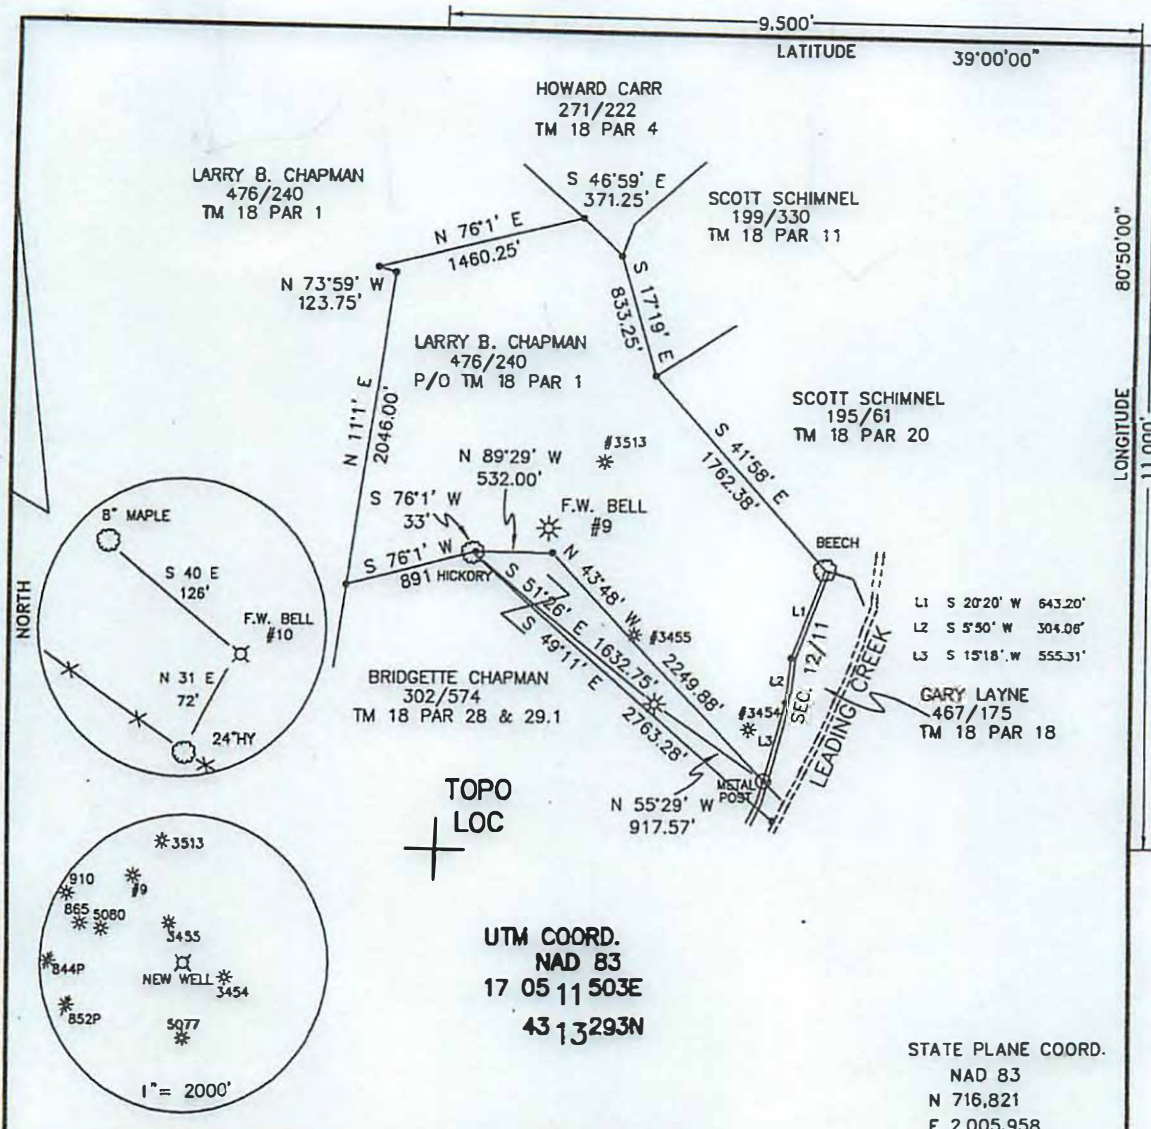 9,500'
LATITUDE
39°00'00"
HOWARD CARR
271/222
TM 18 PAR 4
LARRY B. CHAPMAN
476/240
TM 18 PAR 1
S 46°59' E
371.25'
SCOTT SCHIMNEL
199/330
TM 18 PAR 11
80°50'00"
LONGITUDE
11,000'
N 76°1' E
1460.25'
N 73°59' W
123.75'
S 17°19' E
833.25'
LARRY B. CHAPMAN
476/240
P/O TM 18 PAR 1
N 11°1' E
2046.00'
SCOTT SCHIMNEL
195/61
TM 18 PAR 20
S 41°58' E
1762.38'
#3513
N 89°29' W
532.00'
S 76°1' W
33'
F.W. BELL
#9
BEECH
S 76°1' W
891
HICKORY
N 43°48' W
2249.88'
S 51°26' E 1632.75'
S 49°11' E
2763.28'
#3455
#3454
L1
L2
L3
SEC. 12/11
LEADING CREEK
L1 S 20°20' W 643.20'
L2 S 5°50' W 304.06'
L3 S 15°18' W 555.31'
GARY LAYNE
467/175
TM 18 PAR 18
BRIDGETTE CHAPMAN
302/574
TM 18 PAR 28 & 29.1
METAL
POST
N 55°29' W
917.57'
NORTH
8" MAPLE
S 40 E
126'
F.W. BELL
#10
N 31 E
72'
24"HY
TOPO
LOC
3513
910
#9
865
5080
3455
844P
NEW WELL
3454
852P
5077
1"= 2000'
UTM COORD.
NAD 83
17 05 11 503E
43 13 293N
STATE PLANE COORD.
NAD 83
N 716,821
E 2,005,958